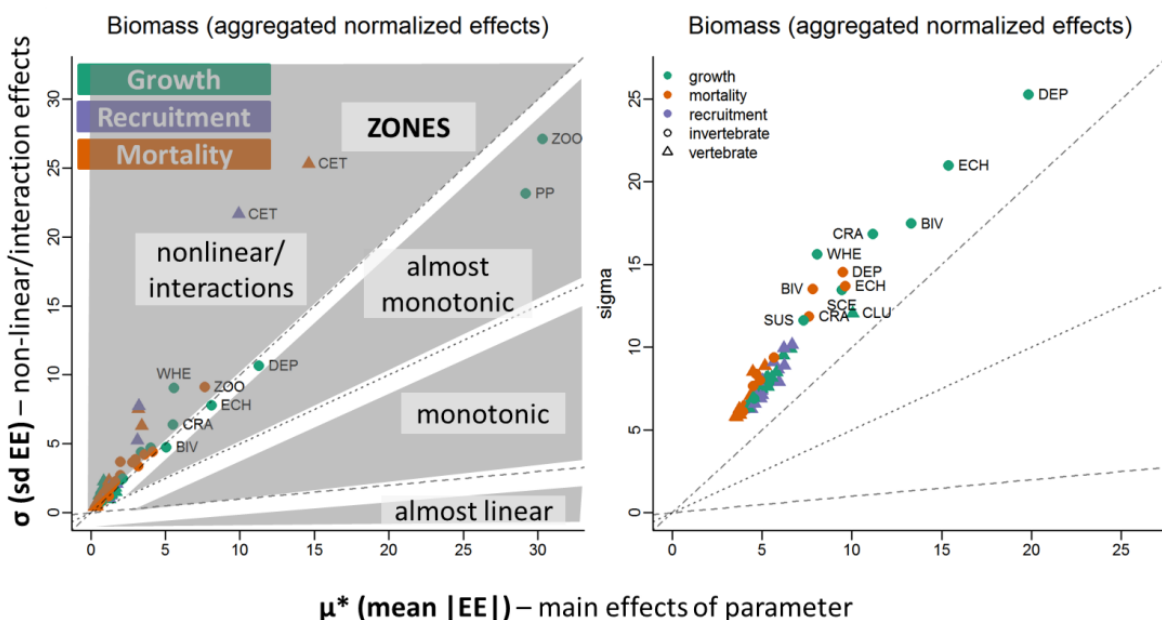 Biomass (aggregated normalized effects)
σ (sd EE) – non-linear/interaction effects
Growth
Recruitment
Mortality
ZONES
ZOO
PP
CET
CET
nonlinear/
interactions
almost
monotonic
WHE
ZOO
DEP
ECH
CRA
BIV
monotonic
almost linear
0
5
10
15
20
25
30
0
5
10
15
20
25
30
Biomass (aggregated normalized effects)
growth
mortality
recruitment
invertebrate
vertebrate
DEP
ECH
BIV
CRA
WHE
DEP
ECH
BIV
SCE
CLU
SUS
CRA
sigma
0
5
10
15
20
25
0
5
10
15
20
25
μ* (mean |EE|) – main effects of parameter